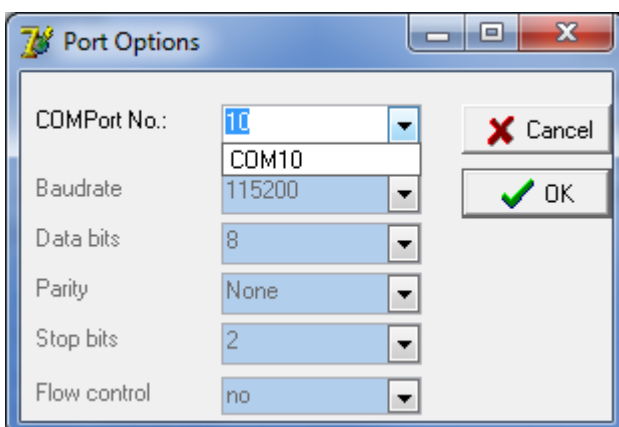 Port Options
COMPort No.: 10
Cancel
COM10
Baudrate 115200
OK
Data bits 8
Parity None
Stop bits 2
Flow control no